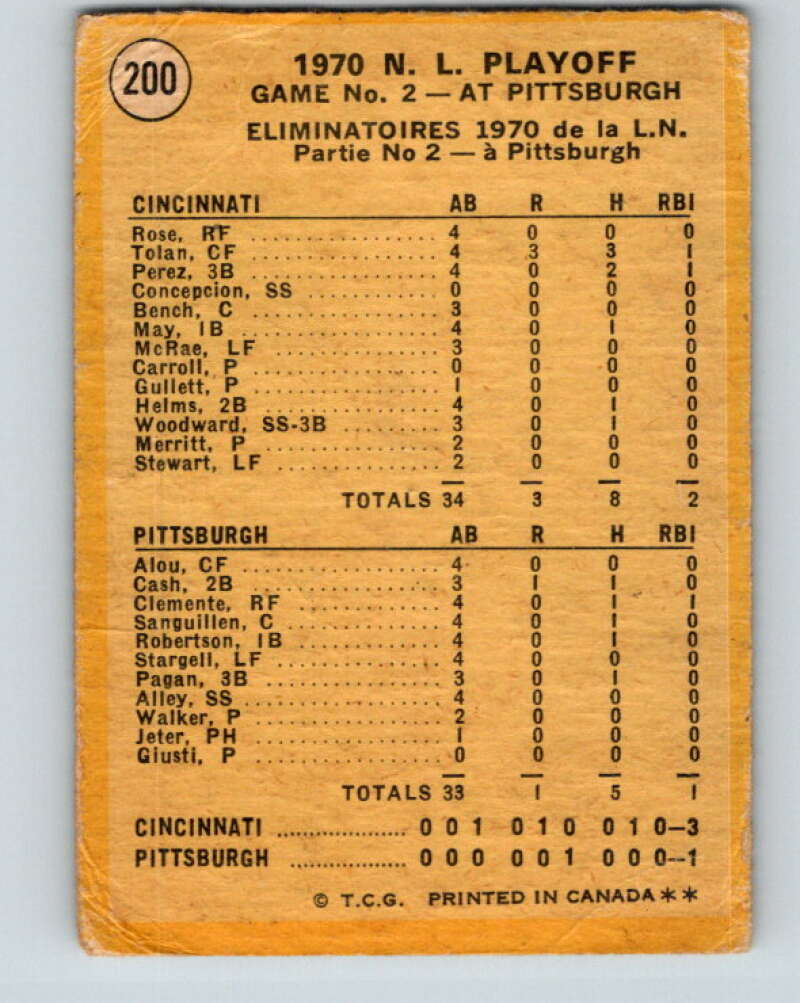 200
1970 N. L. PLAYOFF
GAME No. 2 — AT PITTSBURGH
ELIMINATOIRES 1970 de la L.N.
Partie No 2 — à Pittsburgh
CINCINNATI AB R H RBI
Rose, RF .................. 4 0 0 0
Tolan, CF .................. 4 3 3 1
Perez, 3B .................. 4 0 2 1
Concepcion, SS ............. 0 0 0 0
Bench, C .................. 3 0 0 0
May, 1B .................. 4 0 1 0
McRae, LF ................ 3 0 0 0
Carroll, P .................. 0 0 0 0
Gullett, P .................. 1 0 0 0
Helms, 2B ................. 4 0 1 0
Woodward, SS-3B ......... 3 0 1 0
Merritt, P .................. 2 0 0 0
Stewart, LF ................ 2 0 0 0
TOTALS 34 3 8 2
PITTSBURGH AB R H RBI
Alou, CF .................. 4 0 0 0
Cash, 2B .................. 3 1 1 0
Clemente, RF .............. 4 0 1 1
Sanguillen, C .............. 4 0 1 0
Robertson, 1B .............. 4 0 1 0
Stargell, LF ................ 4 0 0 0
Pagan, 3B ................. 3 0 1 0
Alley, SS .................. 4 0 0 0
Walker, P .................. 2 0 0 0
Jeter, PH .................. 1 0 0 0
Giusti, P .................. 0 0 0 0
TOTALS 33 1 5 1
CINCINNATI .................. 0 0 1 0 1 0 0 1 0—3
PITTSBURGH .................. 0 0 0 0 0 1 0 0 0--1
© T.C.G. PRINTED IN CANADA **